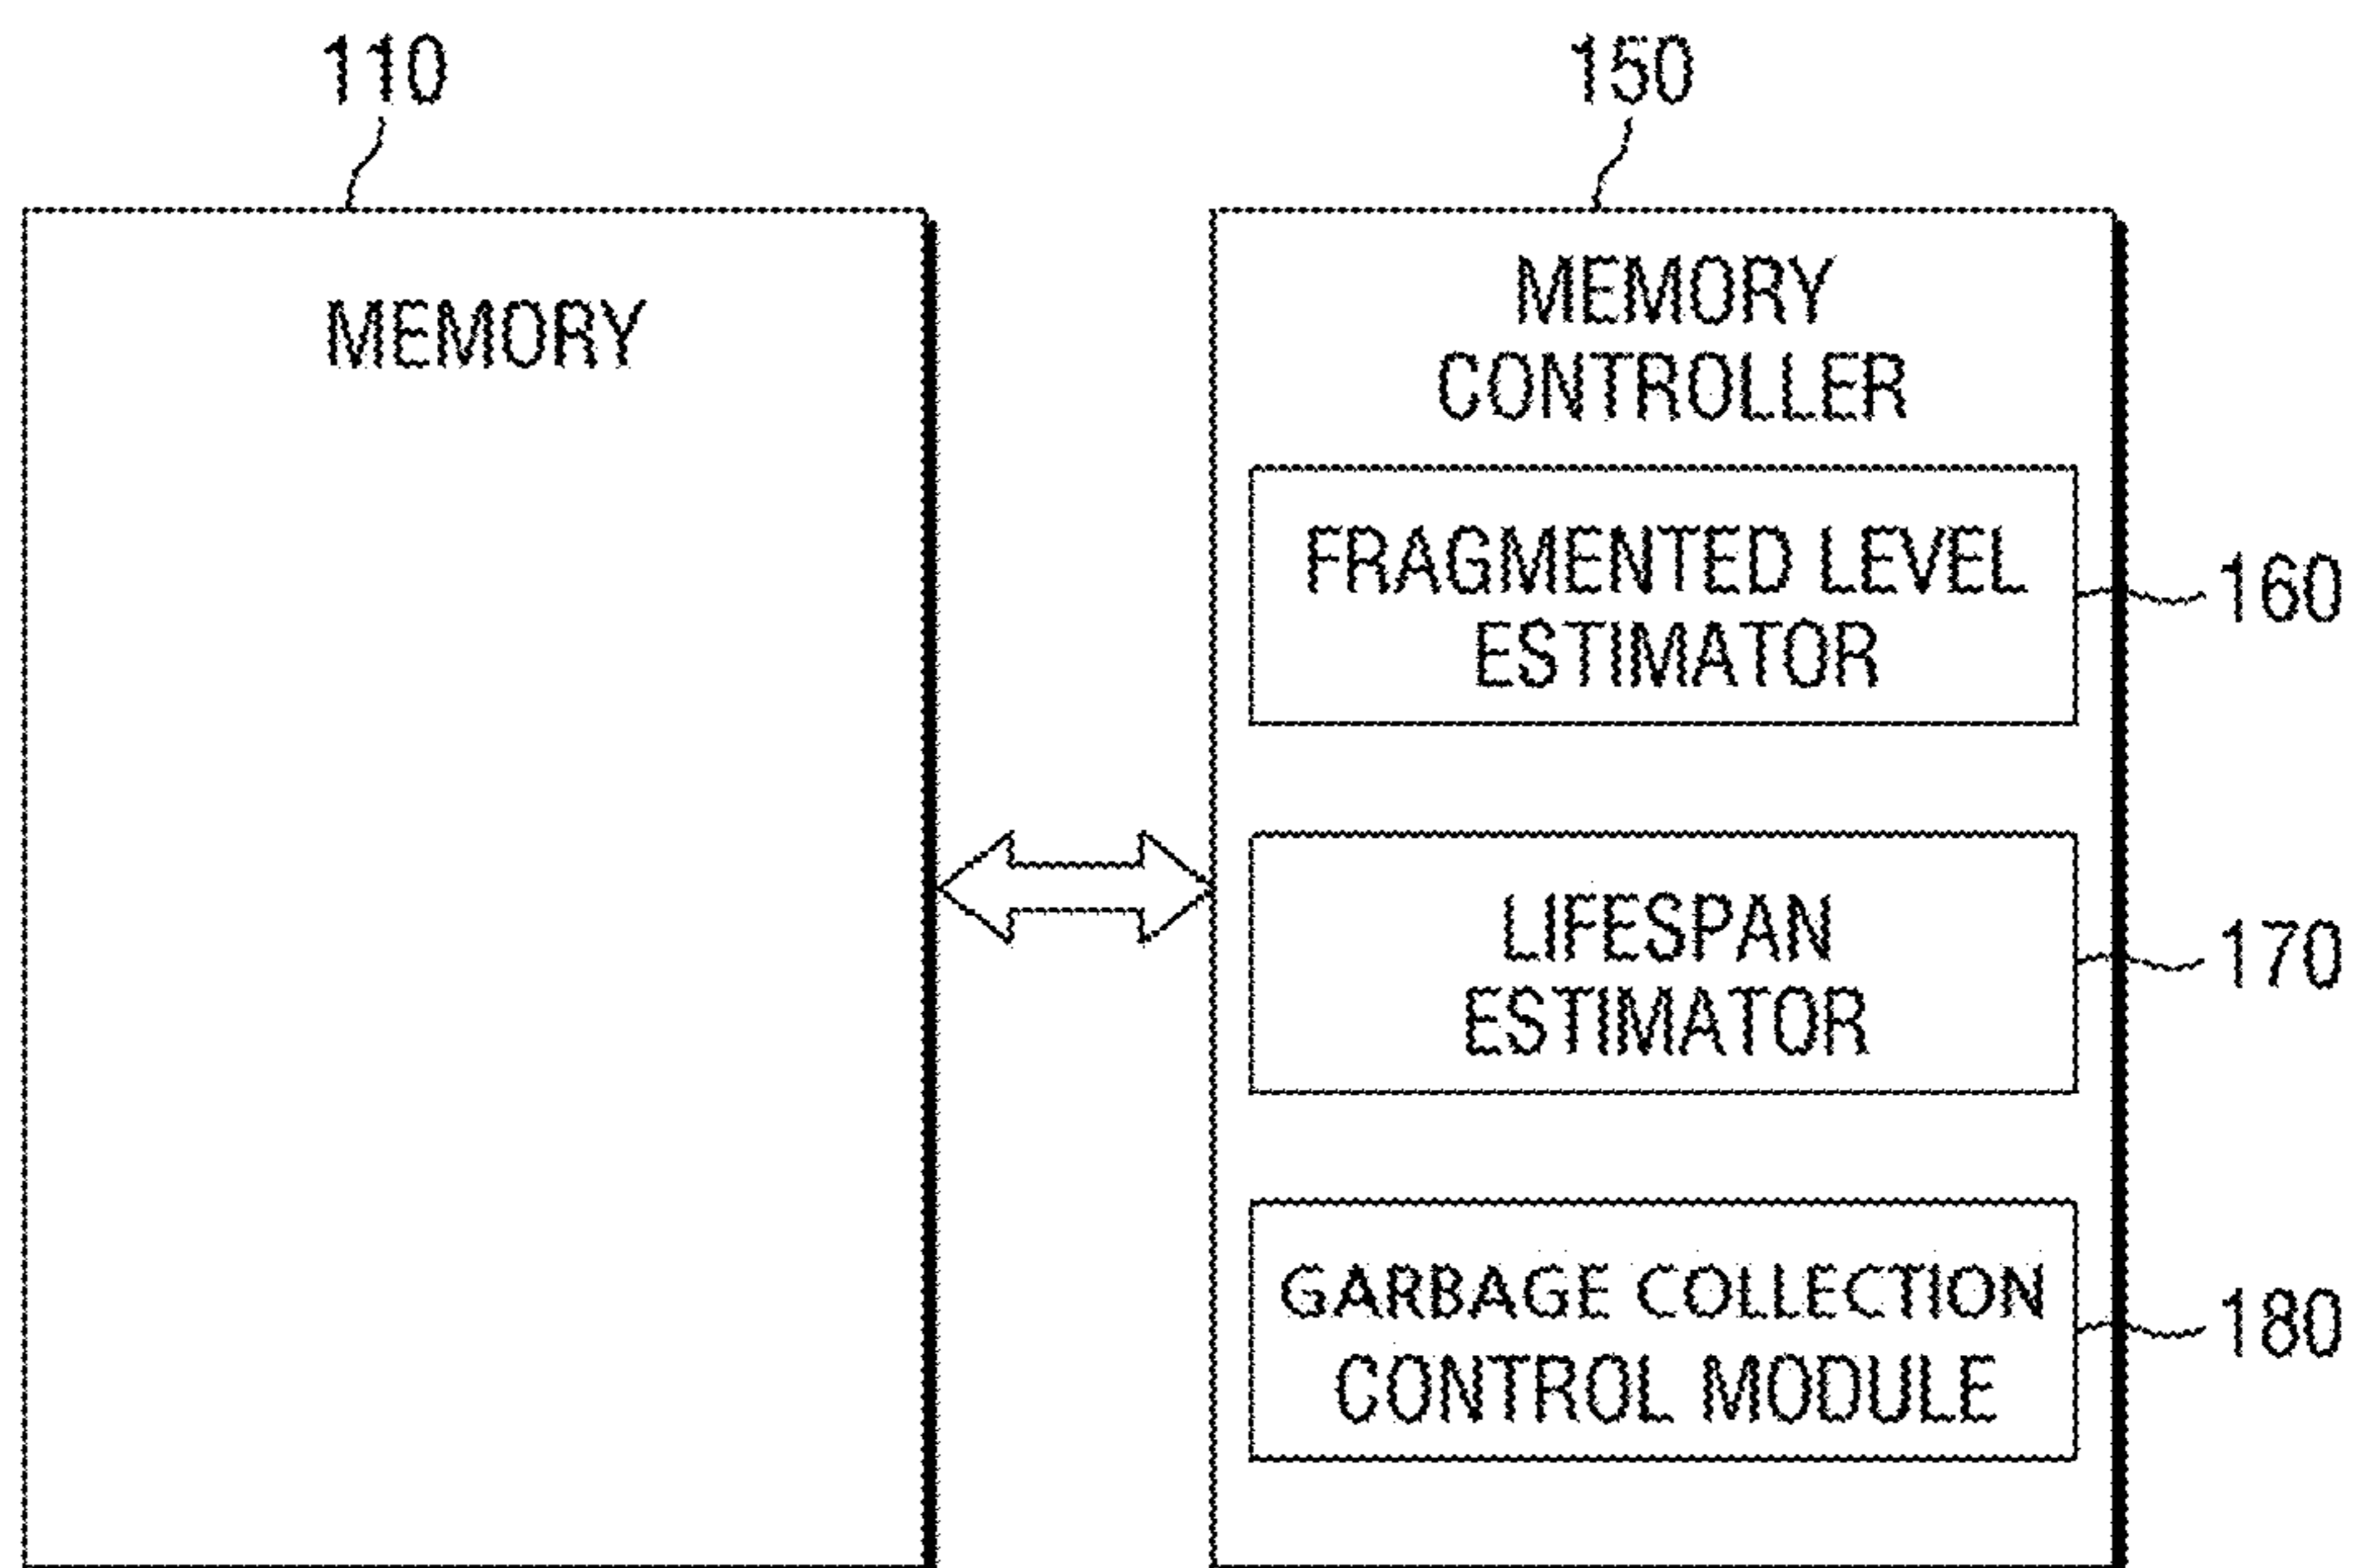 110
150
MEMORY
MEMORY
CONTROLLER
FRAGMENTED LEVEL
ESTIMATOR
160
LIFESPAN
ESTIMATOR
170
GARBAGE COLLECTION
CONTROL MODULE
180